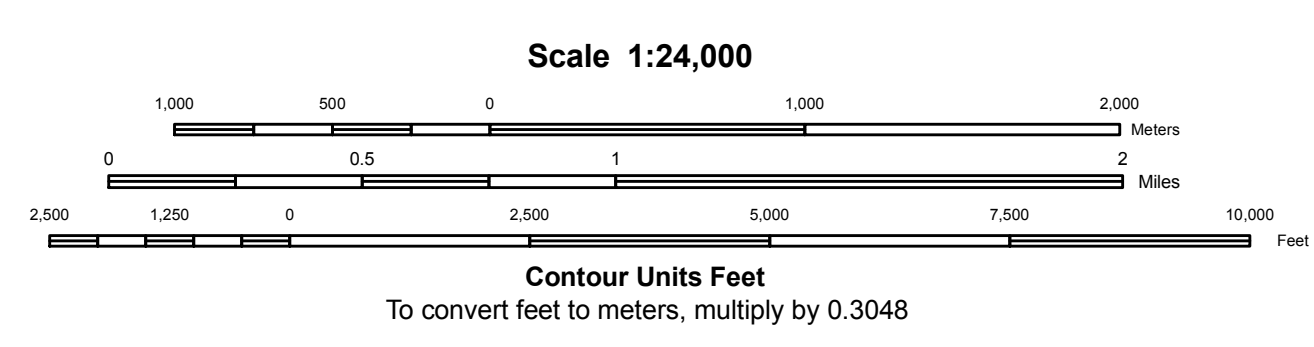 Scale 1:24,000
1,000 500 0 1,000 2,000
Meters
0 0.5 1 2
Miles
2,500 1,250 0 2,500 5,000 7,500 10,000
Feet
Contour Units Feet
To convert feet to meters, multiply by 0.3048